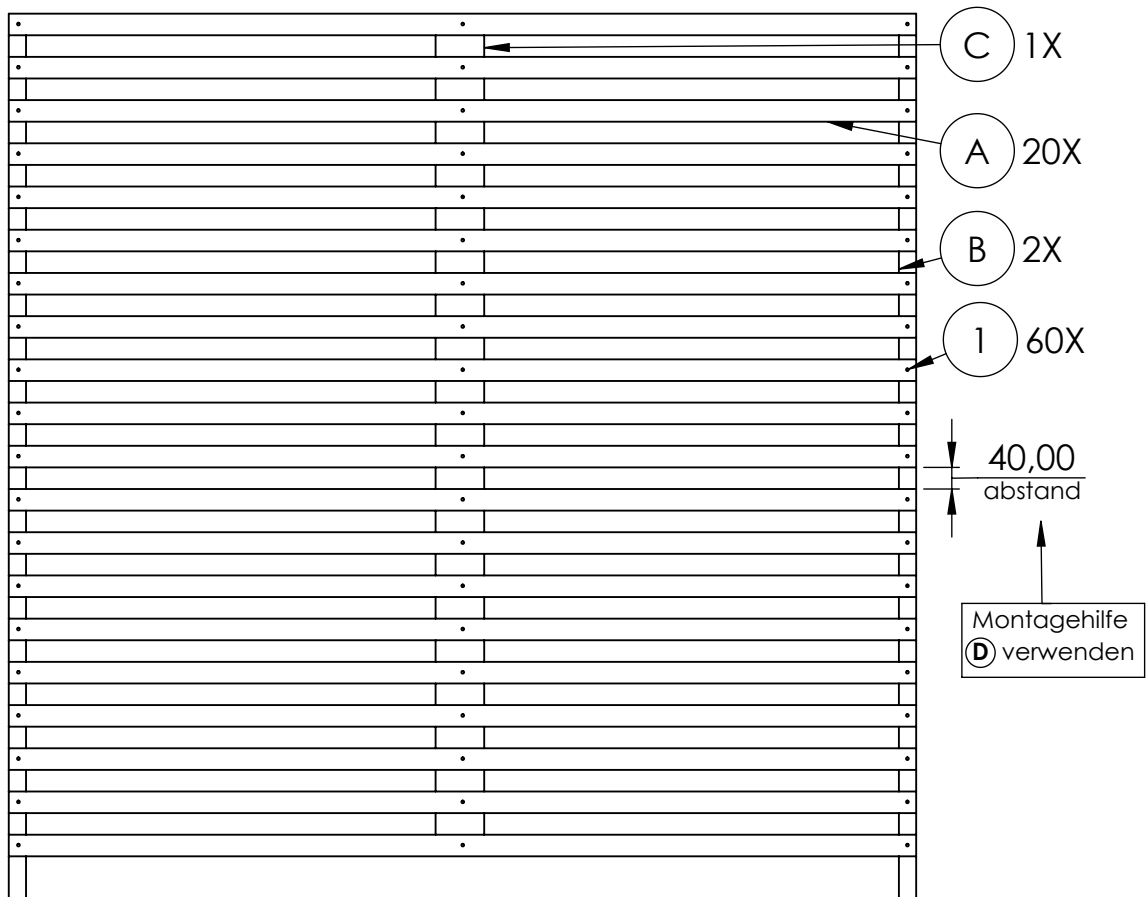 C 1X
A 20X
B 2X
1 60X
40,00
abstand
Montagehilfe
D verwenden